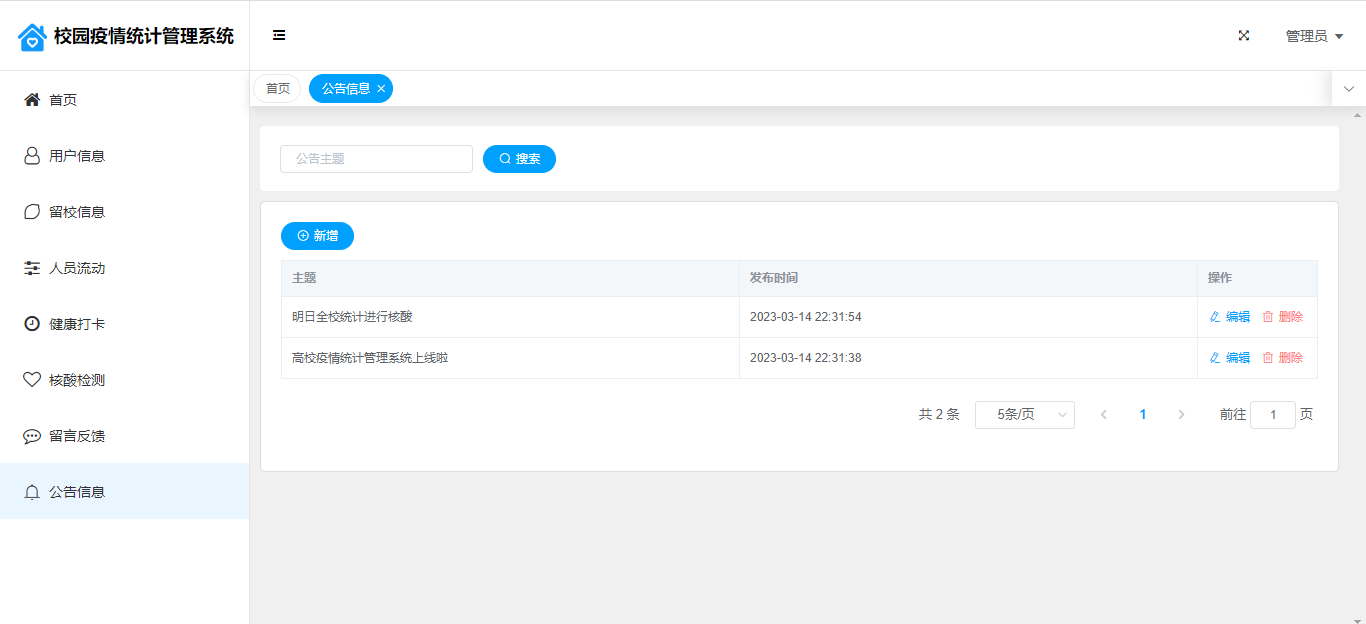 校园疫情统计管理系统
管理员
首页
用户信息
留校信息
人员流动
健康打卡
核酸检测
留言反馈
公告信息
首页 公告信息
公告主题 搜索
新增
主题 发布时间 操作
明日全校统计进行核酸 2023-03-14 22:31:54 编辑 删除
高校疫情统计管理系统上线啦 2023-03-14 22:31:38 编辑 删除
共 2 条 5条/页 1 前往 1 页